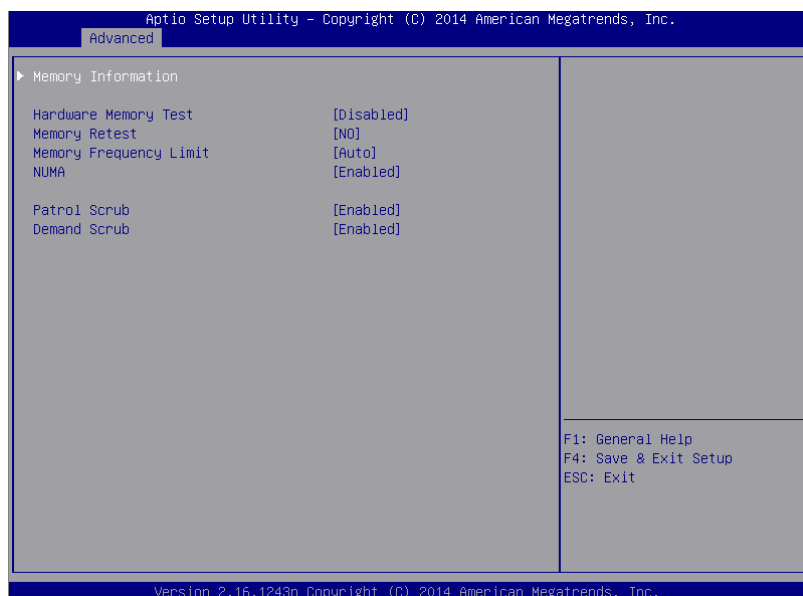 Aptio Setup Utility – Copyright (C) 2014 American Megatrends, Inc.
Advanced
Memory Information
Hardware Memory Test [Disabled]
Memory Retest [NO]
Memory Frequency Limit [Auto]
NUMA [Enabled]
Patrol Scrub [Enabled]
Demand Scrub [Enabled]
F1: General Help
F4: Save & Exit Setup
ESC: Exit
Version 2.16.1243n Copyright (C) 2014 American Megatrends, Inc.